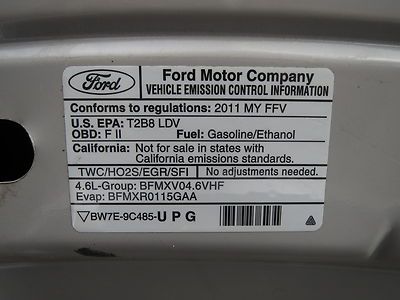 Ford
Ford Motor Company
VEHICLE EMISSION CONTROL INFORMATION
Conforms to regulations: 2011 MY FFV
U.S. EPA: T2B8 LDV
OBD: F II Fuel: Gasoline/Ethanol
California: Not for sale in states with
California emissions standards.
TWC/HO2S/EGR/SFI No adjustments needed.
4.6L-Group: BFMXV04.6VHF
Evap: BFMXR0115GAA
▽BW7E-9C485-U P G